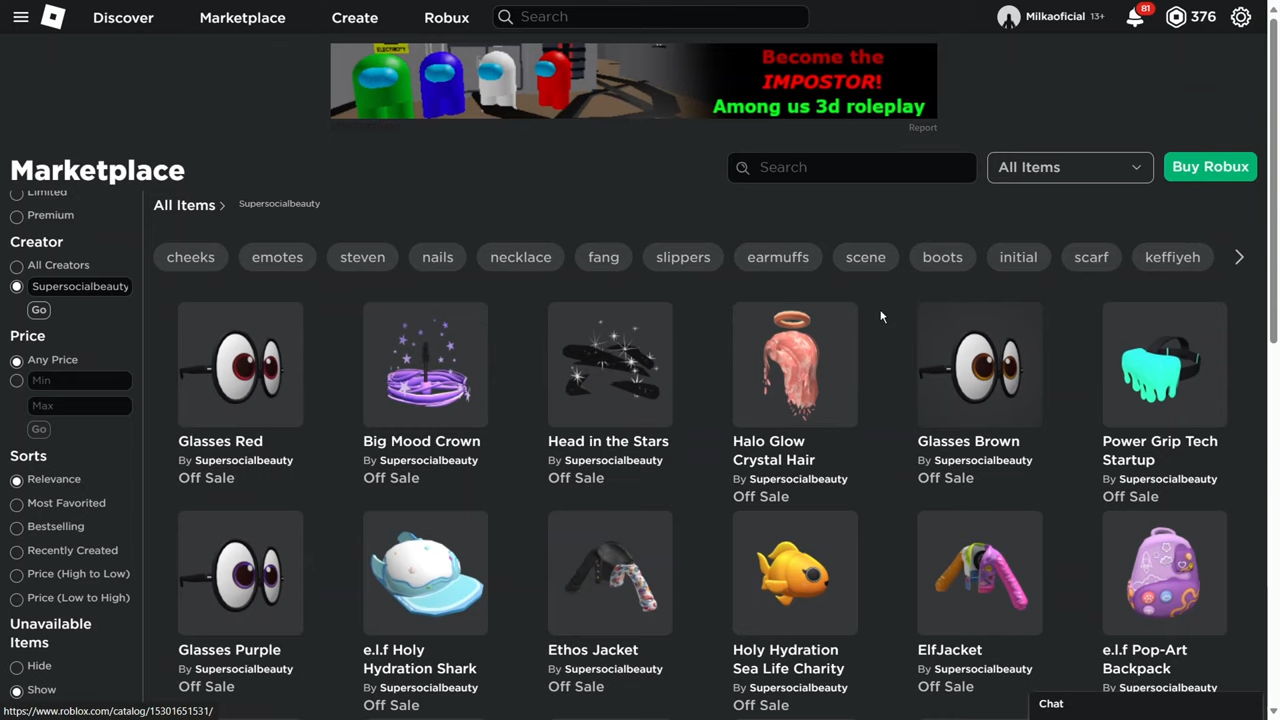 Discover
Marketplace
Create
Robux
Search
Milkaoficial 13+
81
376
ELECTRICITY
Become the
IMPOSTOR!
Among us 3d roleplay
Report
Marketplace
Search
All Items
Buy Robux
Limited
Premium
Creator
All Creators
Supersocialbeauty
Go
Price
Any Price
Min
Max
Go
Sorts
Relevance
Most Favorited
Bestselling
Recently Created
Price (High to Low)
Price (Low to High)
Unavailable
Items
Hide
Show
All Items > Supersocialbeauty
cheeks
emotes
steven
nails
necklace
fang
slippers
earmuffs
scene
boots
initial
scarf
keffiyeh
Glasses Red
By Supersocialbeauty
Off Sale
Big Mood Crown
By Supersocialbeauty
Off Sale
Head in the Stars
By Supersocialbeauty
Off Sale
Halo Glow
Crystal Hair
By Supersocialbeauty
Off Sale
Glasses Brown
By Supersocialbeauty
Off Sale
Power Grip Tech
Startup
By Supersocialbeauty
Off Sale
Glasses Purple
By Supersocialbeauty
Off Sale
e.l.f Holy
Hydration Shark
By Supersocialbeauty
Off Sale
Ethos Jacket
By Supersocialbeauty
Off Sale
Holy Hydration
Sea Life Charity
By Supersocialbeauty
Off Sale
ElfJacket
By Supersocialbeauty
Off Sale
e.l.f Pop-Art
Backpack
By Supersocialbeauty
Chat
https://www.roblox.com/catalog/15301651531/